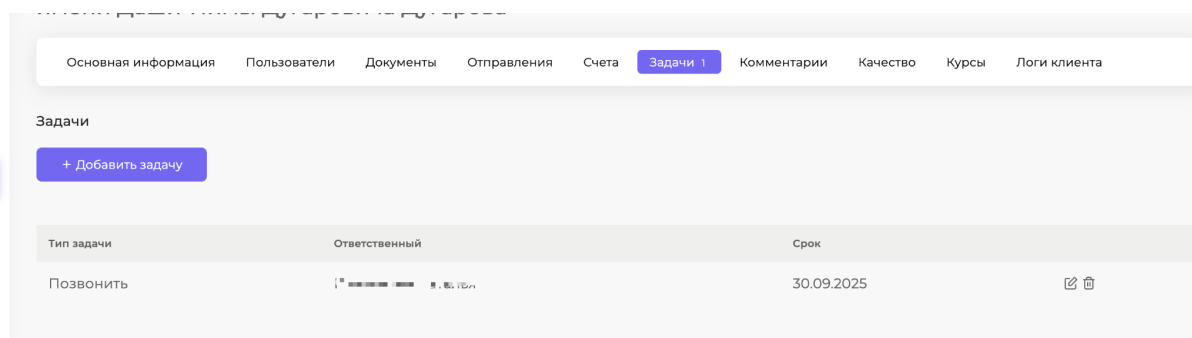 Основная информация Пользователи Документы Отправления Счета Задачи 1 Комментарии Качество Курсы Логи клиента
Задачи
+ Добавить задачу
Тип задачи Ответственный Срок
Позвонить 30.09.2025